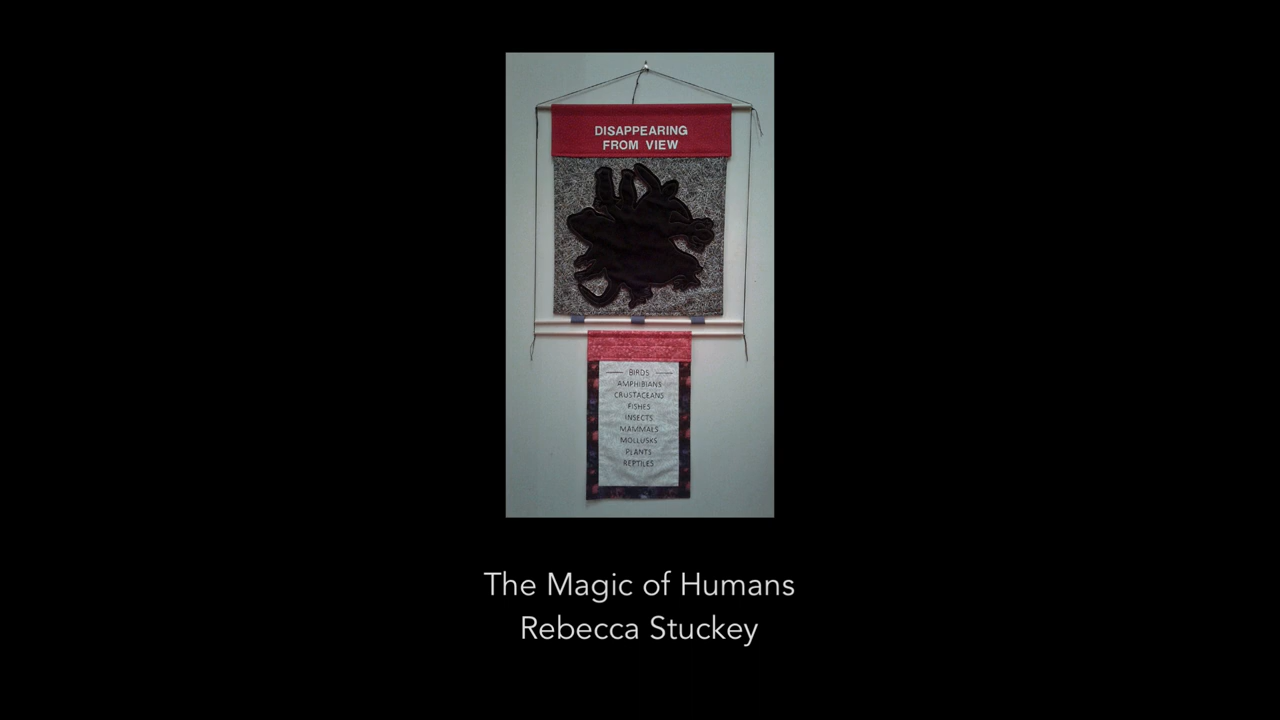 DISAPPEARING
FROM VIEW
BIRDS
AMPHIBIANS
CRUSTACEANS
FISHES
INSECTS
MAMMALS
MOLLUSKS
PLANTS
REPTILES
The Magic of Humans
Rebecca Stuckey